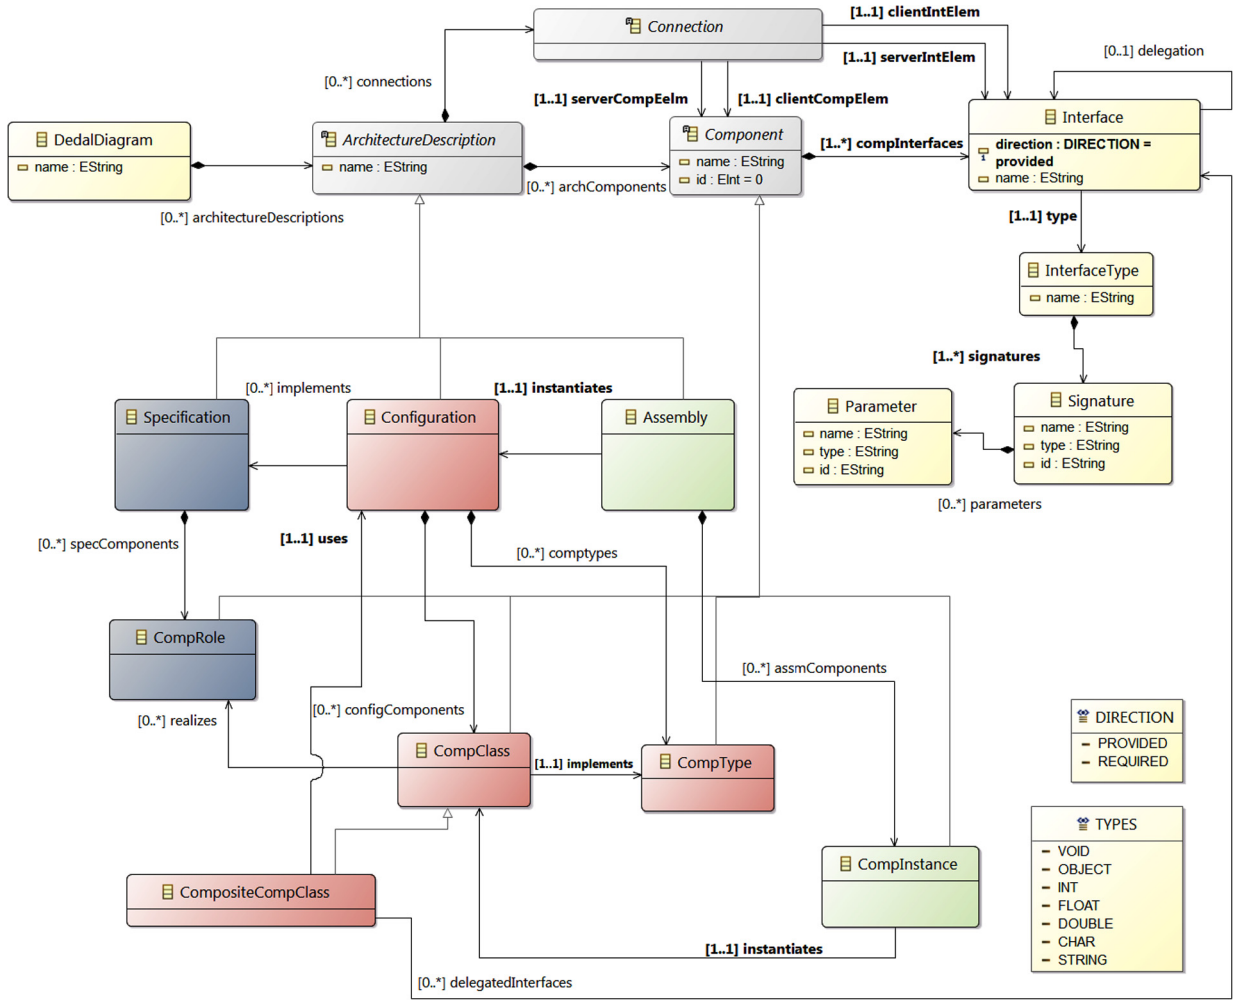 Connection
[1..1] clientIntElem
[1..1] serverIntElem
[0..1] delegation
[0..*] connections
[1..1] serverCompEelm
[1..1] clientCompElem
DedalDiagram
name : EString
ArchitectureDescription
name : EString
Component
name : EString
id : EInt = 0
[1..*] compInterfaces
Interface
direction : DIRECTION =
provided
1
name : EString
[0..*] archComponents
[0..*] architectureDescriptions
[1..1] type
InterfaceType
name : EString
[1..*] signatures
[0..*] implements
[1..1] instantiates
Specification
Configuration
Assembly
Parameter
name : EString
type : EString
id : EString
Signature
name : EString
type : EString
id : EString
[0..*] parameters
[0..*] specComponents
[1..1] uses
[0..*] comptypes
CompRole
[0..*] assmComponents
[0..*] realizes
[0..*] configComponents
CompClass
[1..1] implements
CompType
DIRECTION
PROVIDED
REQUIRED
TYPES
VOID
OBJECT
INT
FLOAT
DOUBLE
CHAR
STRING
CompositeCompClass
CompInstance
[1..1] instantiates
[0..*] delegatedInterfaces